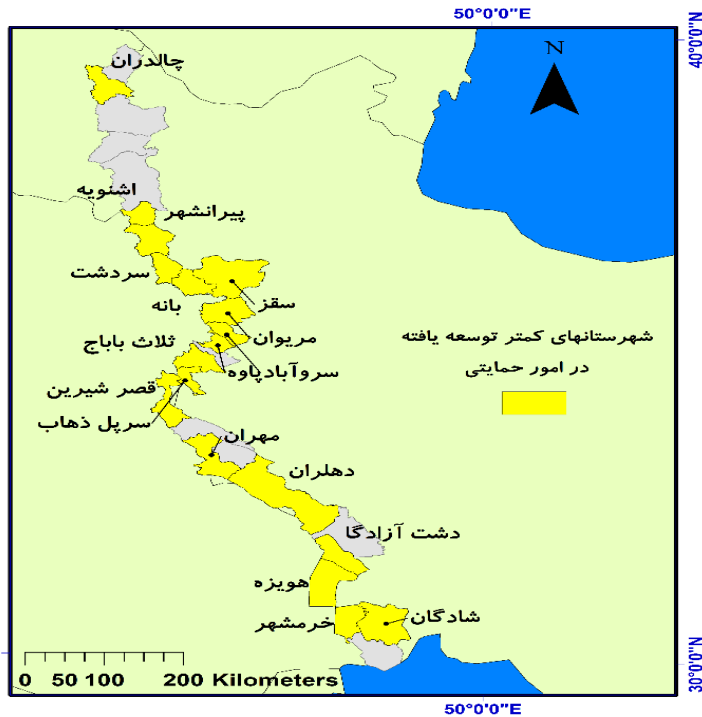 50°0'0"E
40°0'0"N
N
چالدران
اشنویه
پیرانشهر
سردشت
سقز
بانه
مریوان
شهرستانهای کمتر توسعه یافته
در امور حمایتی
ثلاث باباج
سروآبادپاوه
قصر شیرین
سرپل ذهاب
مهران
دهلران
دشت آزادگا
هویزه
شادگان
خرمشهر
0 50 100 200 Kilometers
30°0'0"N
50°0'0"E